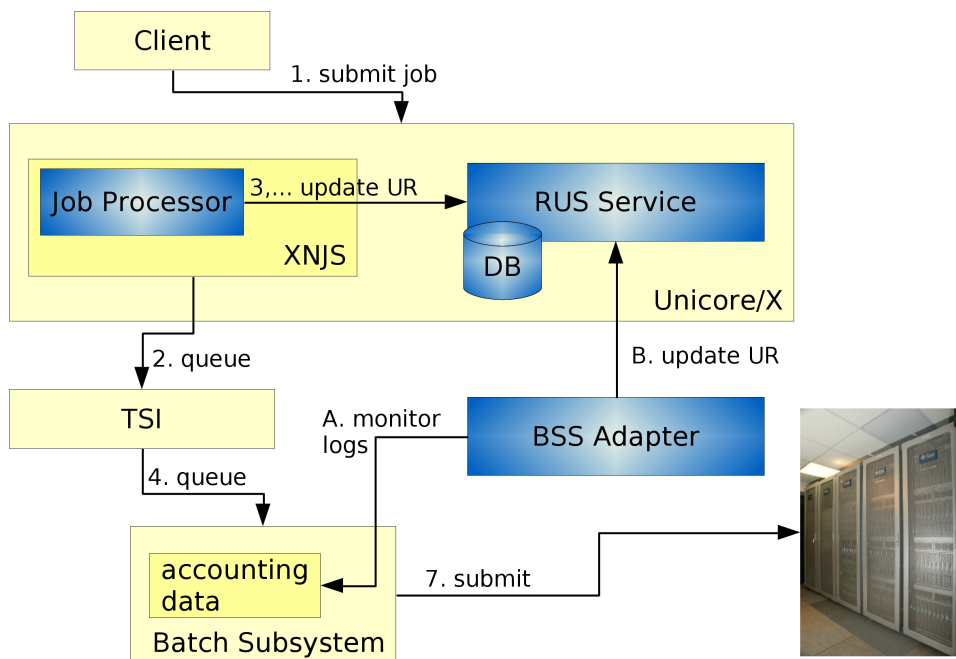 Client
1. submit job
Job Processor
3,... update UR
RUS Service
XNJS
DB
Unicore/X
2. queue
B. update UR
TSI
A. monitor
logs
BSS Adapter
4. queue
accounting
data
7. submit
Batch Subsystem